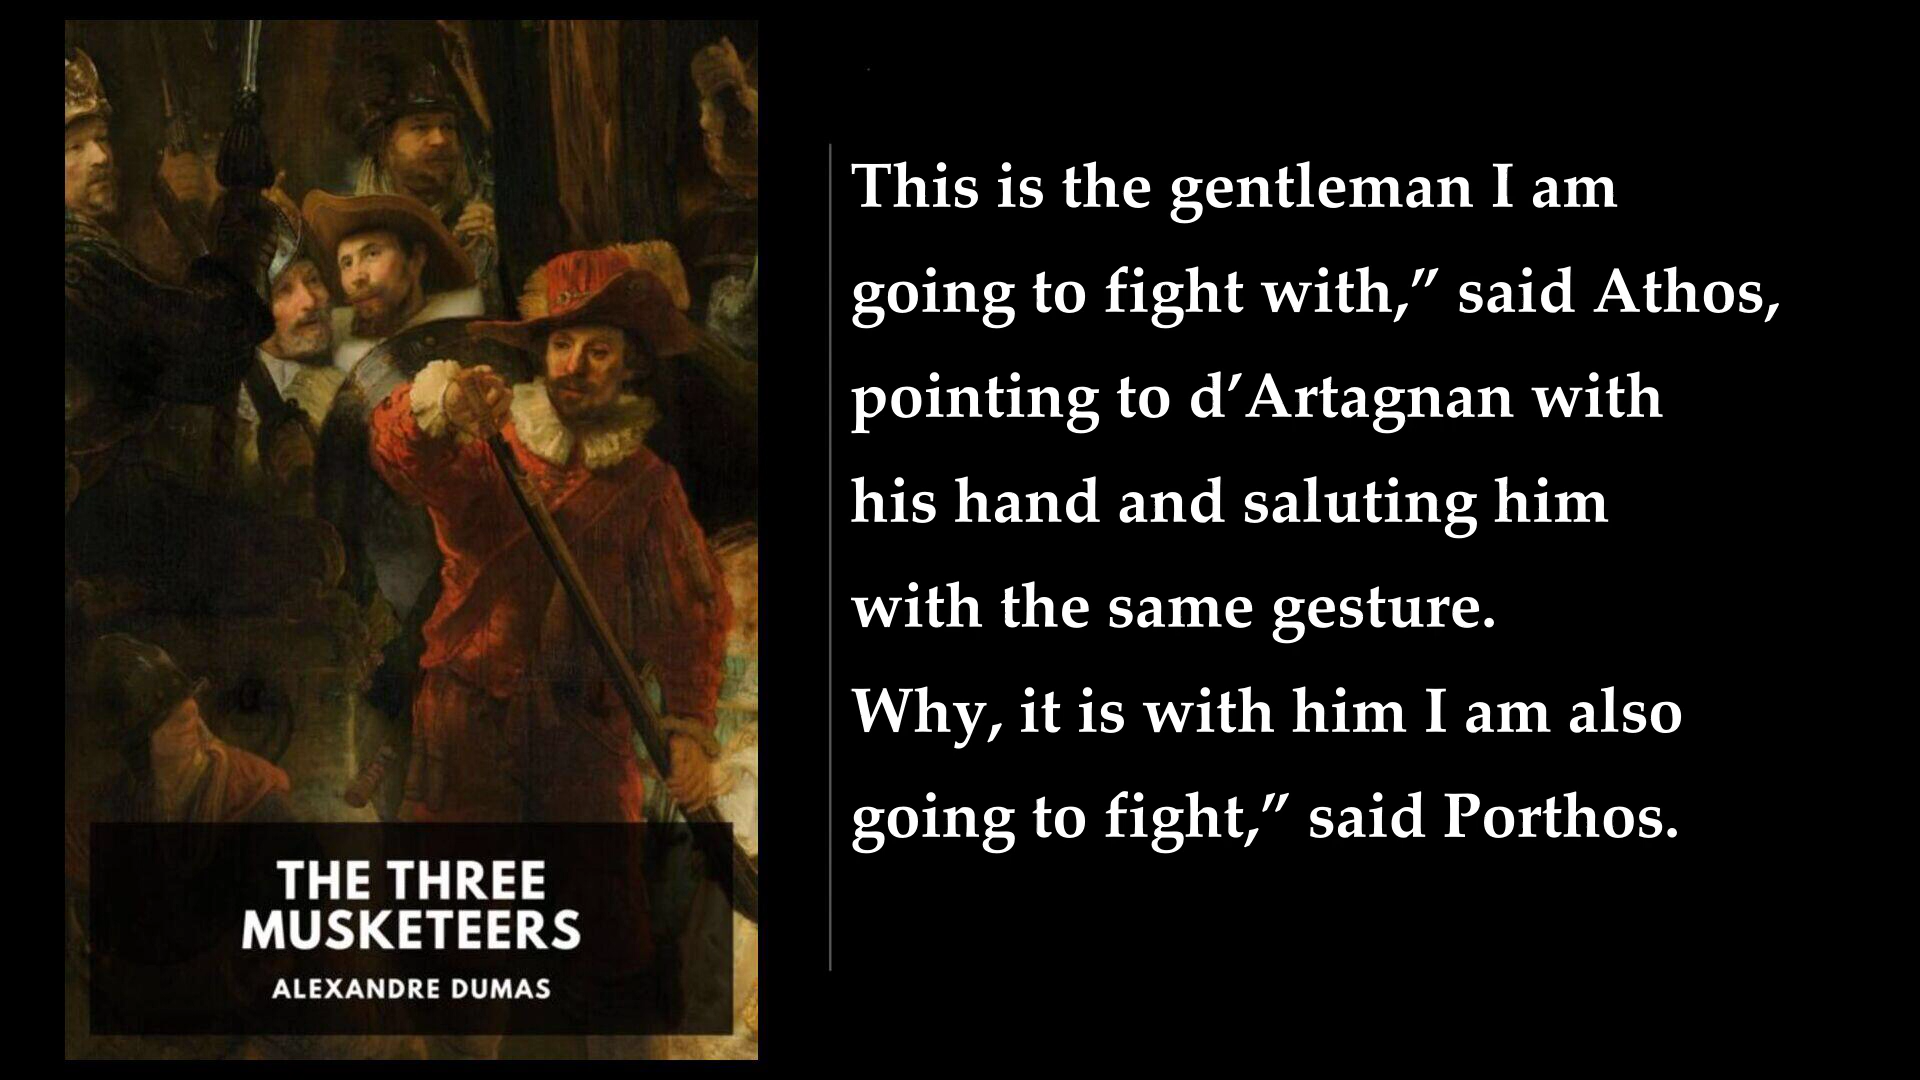 THE THREE
MUSKETEERS
ALEXANDRE DUMAS
This is the gentleman I am
going to fight with,” said Athos,
pointing to d’Artagnan with
his hand and saluting him
with the same gesture.
Why, it is with him I am also
going to fight,” said Porthos.